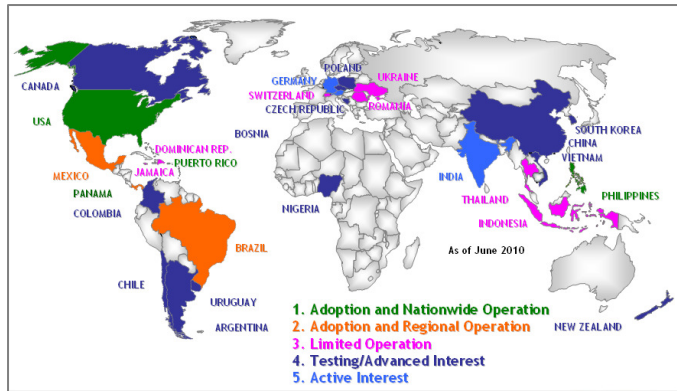 POLAND
UKRAINE
GERMANY
CANADA
SWITZERLAND
CZECH REPUBLIC
ROMANIA
USA
BOSNIA
SOUTH KOREA
CHINA
VIETNAM
DOMINICAN REP.
PUERTO RICO
JAMAICA
MEXICO
INDIA
PANAMA
PHILIPPINES
THAILAND
NIGERIA
COLOMBIA
INDONESIA
BRAZIL
As of June 2010
CHILE
URUGUAY
ARGENTINA
NEW ZEALAND
1. Adoption and Nationwide Operation
2. Adoption and Regional Operation
3. Limited Operation
4. Testing/Advanced Interest
5. Active Interest